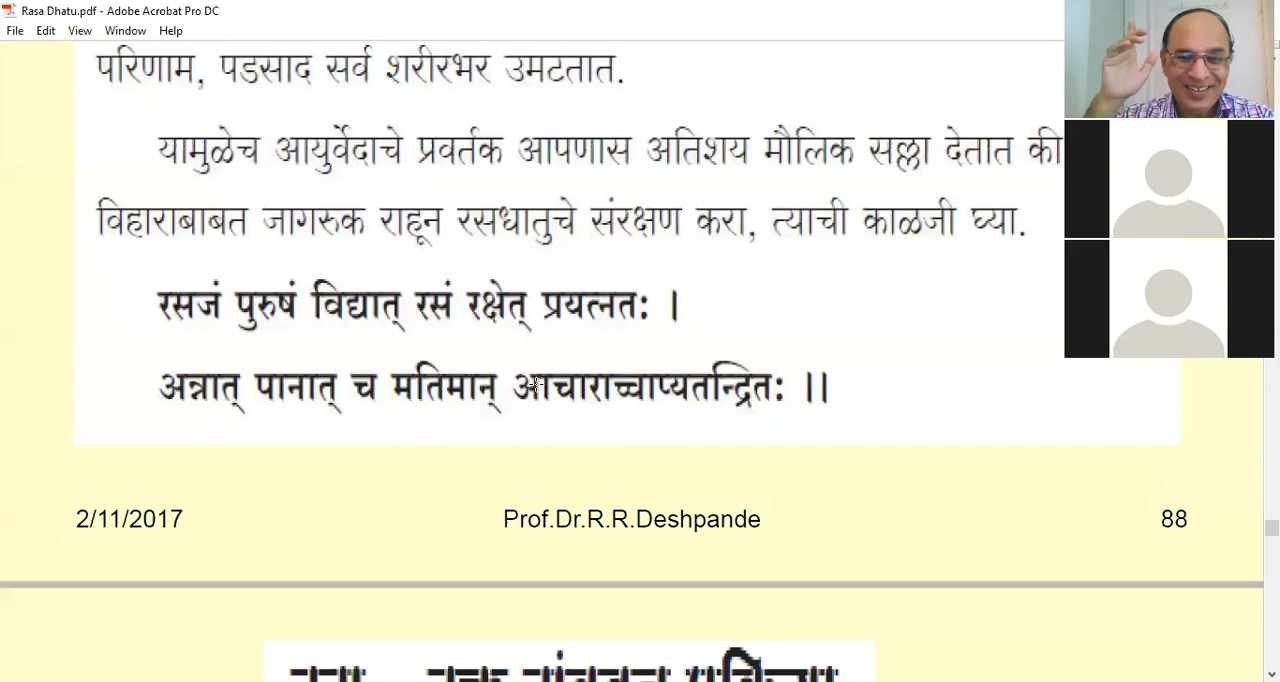 Rasa Dhatu.pdf - Adobe Acrobat Pro DC
File Edit View Window Help
परिणाम, पडसाद सर्व शरीरभर उमटतात.
यामुळेच आयुर्वेदाचे प्रवर्तक आपणास अतिशय मौलिक सल्ला देतात की
विहाराबाबत जागरुक राहून रसधातुचे संरक्षण करा, त्याची काळजी घ्या.
रसजं पुरुषं विद्यात् रसं रक्षेत् प्रयत्नतः ।
अन्नात् पानात् च मतिमान् आचाराच्चाप्यतन्द्रितः ।।
2/11/2017 Prof.Dr.R.R.Deshpande 88